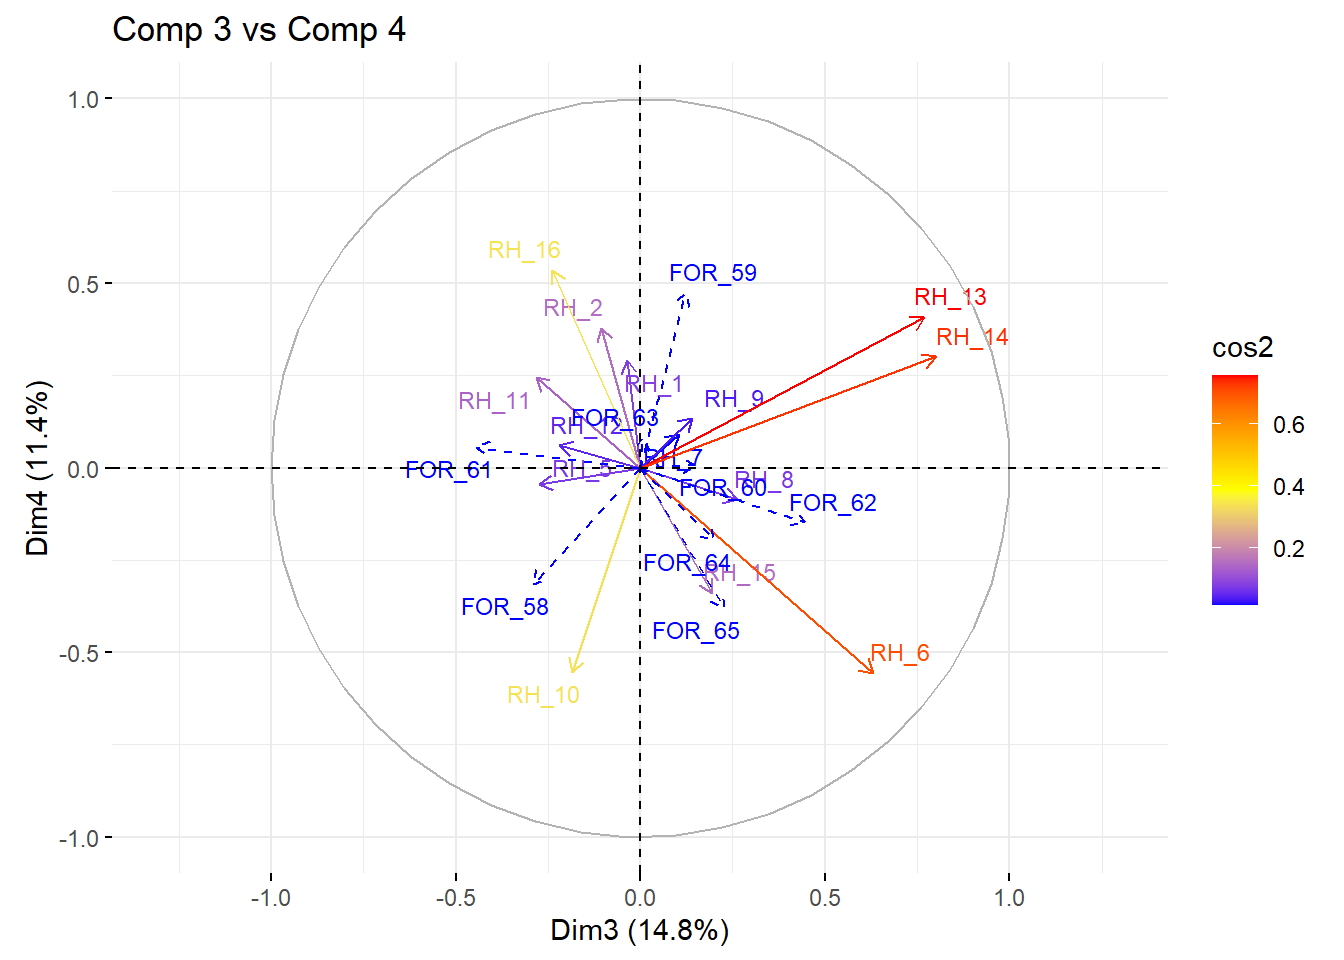 Comp 3 vs Comp 4
1.0
0.5
0.0
-0.5
-1.0
Dim4 (11.4%)
RH_16
FOR_59
RH_2
RH_13
RH_14
RH_1
RH_11
RH_9
FOR_63
RH_12
FOR_61
RH_5
RH_8
FOR_60
FOR_62
FOR_64
RH_15
FOR_58
FOR_65
RH_6
RH_10
-1.0
-0.5
0.0
0.5
1.0
Dim3 (14.8%)
cos2
0.6
0.4
0.2